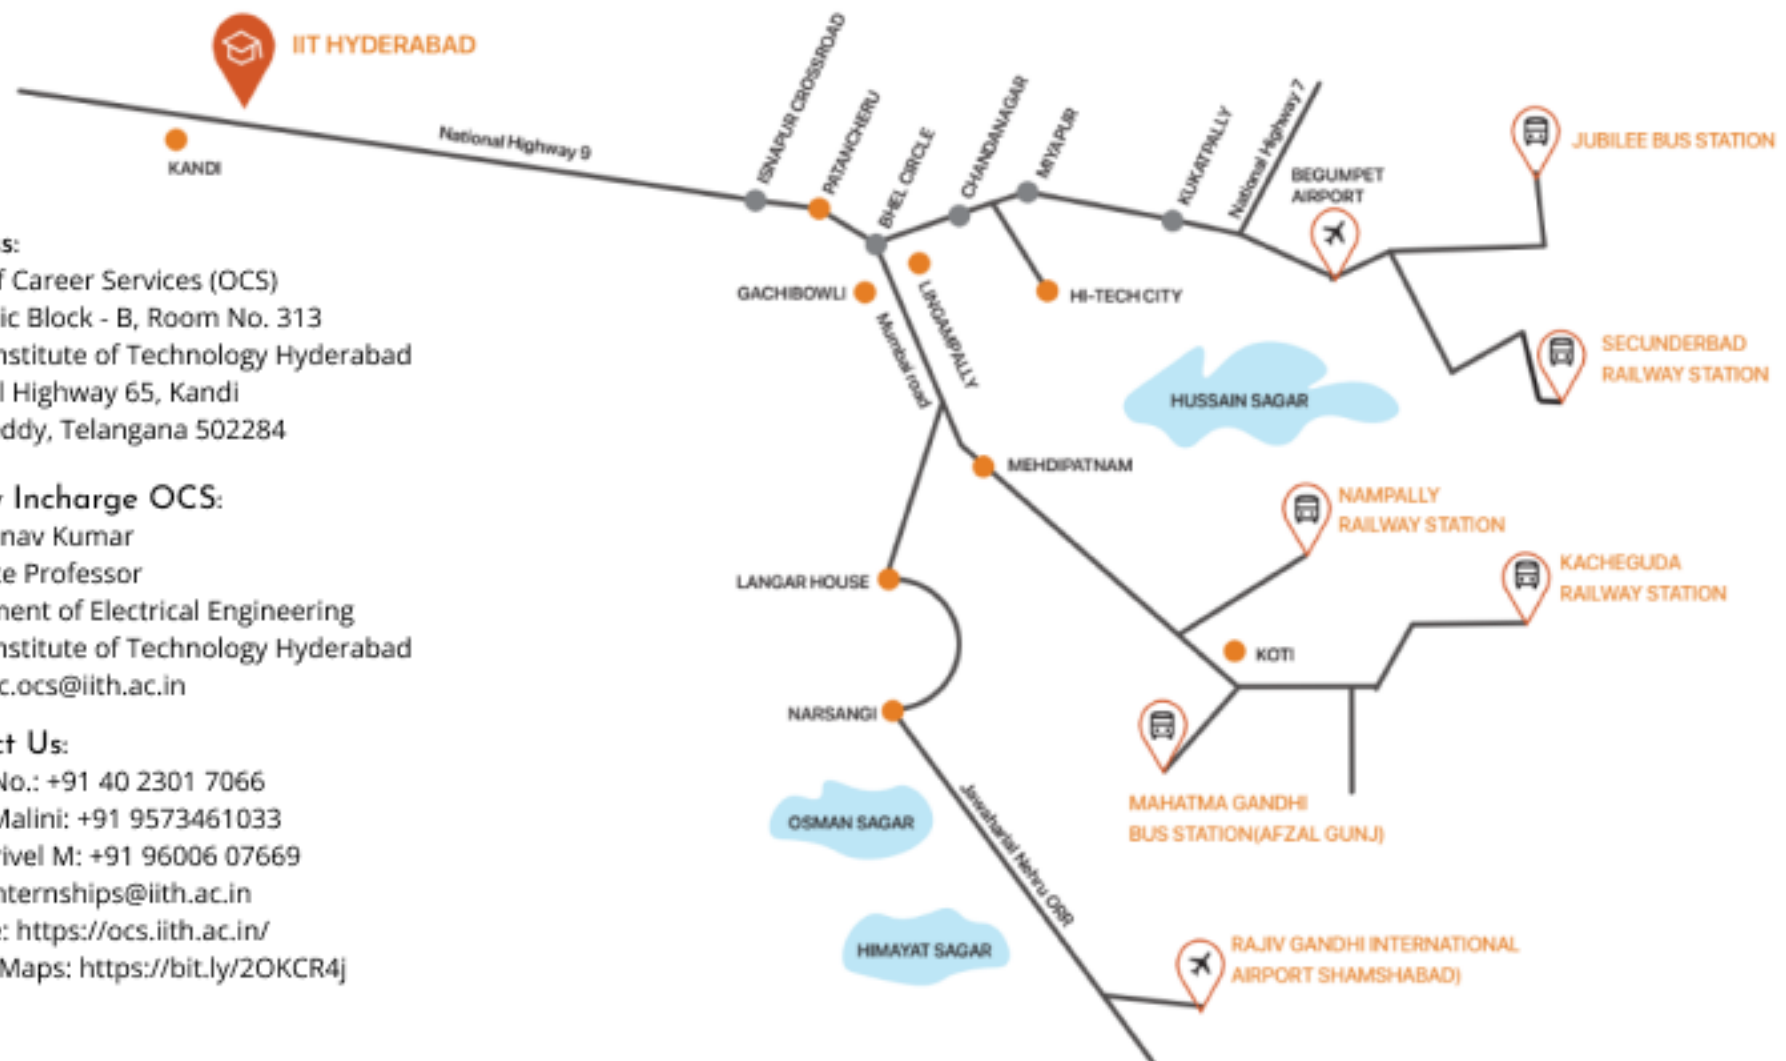 IIT HYDERABAD
KANDI
National Highway 9
ISNAPUR CROSSROAD
PATANCHERU
BHEL CIRCLE
CHANDANAGAR
MIYAPUR
KUKATPALLY
National Highway 7
BEGUMPET
AIRPORT
JUBILEE BUS STATION
GACHIBOWLI
LINGAMPALLY
Mumbai road
HI-TECH CITY
SECUNDERBAD
RAILWAY STATION
HUSSAIN SAGAR
MEHDIPATNAM
NAMPALLY
RAILWAY STATION
KACHEGUDA
RAILWAY STATION
LANGAR HOUSE
KOTI
NARSANGI
MAHATMA GANDHI
BUS STATION(AFZAL GUNJ)
OSMAN SAGAR
Jawaharlal Nehru ORR
HIMAYAT SAGAR
RAJIV GANDHI INTERNATIONAL
AIRPORT SHAMSHABAD)
s:
f Career Services (OCS)
ic Block - B, Room No. 313
nstitute of Technology Hyderabad
l Highway 65, Kandi
ddy, Telangana 502284
Incharge OCS:
nav Kumar
te Professor
ment of Electrical Engineering
nstitute of Technology Hyderabad
c.ocs@iith.ac.in
ct Us:
No.: +91 40 2301 7066
Malini: +91 9573461033
ivel M: +91 96006 07669
nternships@iith.ac.in
: https://ocs.iith.ac.in/
Maps: https://bit.ly/2OKCR4j